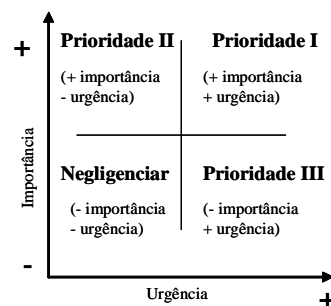 +
Prioridade II
Prioridade I
(+ importância
- urgência)
(+ importância
+ urgência)
Importância
Negligenciar
Prioridade III
(- importância
- urgência)
(- importância
+ urgência)
-
Urgência
+